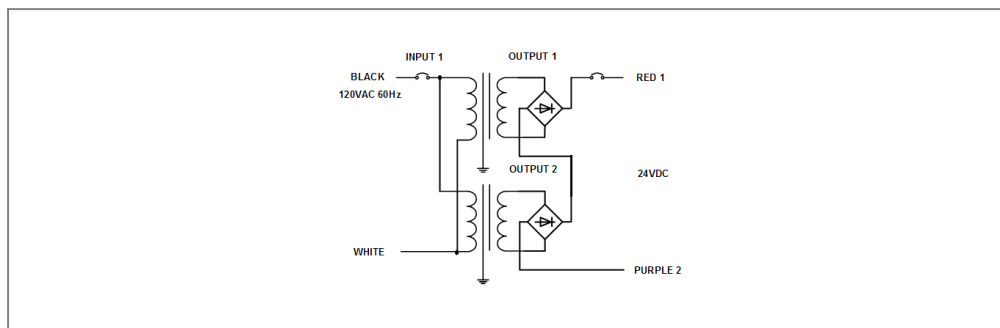 INPUT 1
OUTPUT 1
BLACK
RED 1
120VAC 60Hz
OUTPUT 2
24VDC
WHITE
PURPLE 2